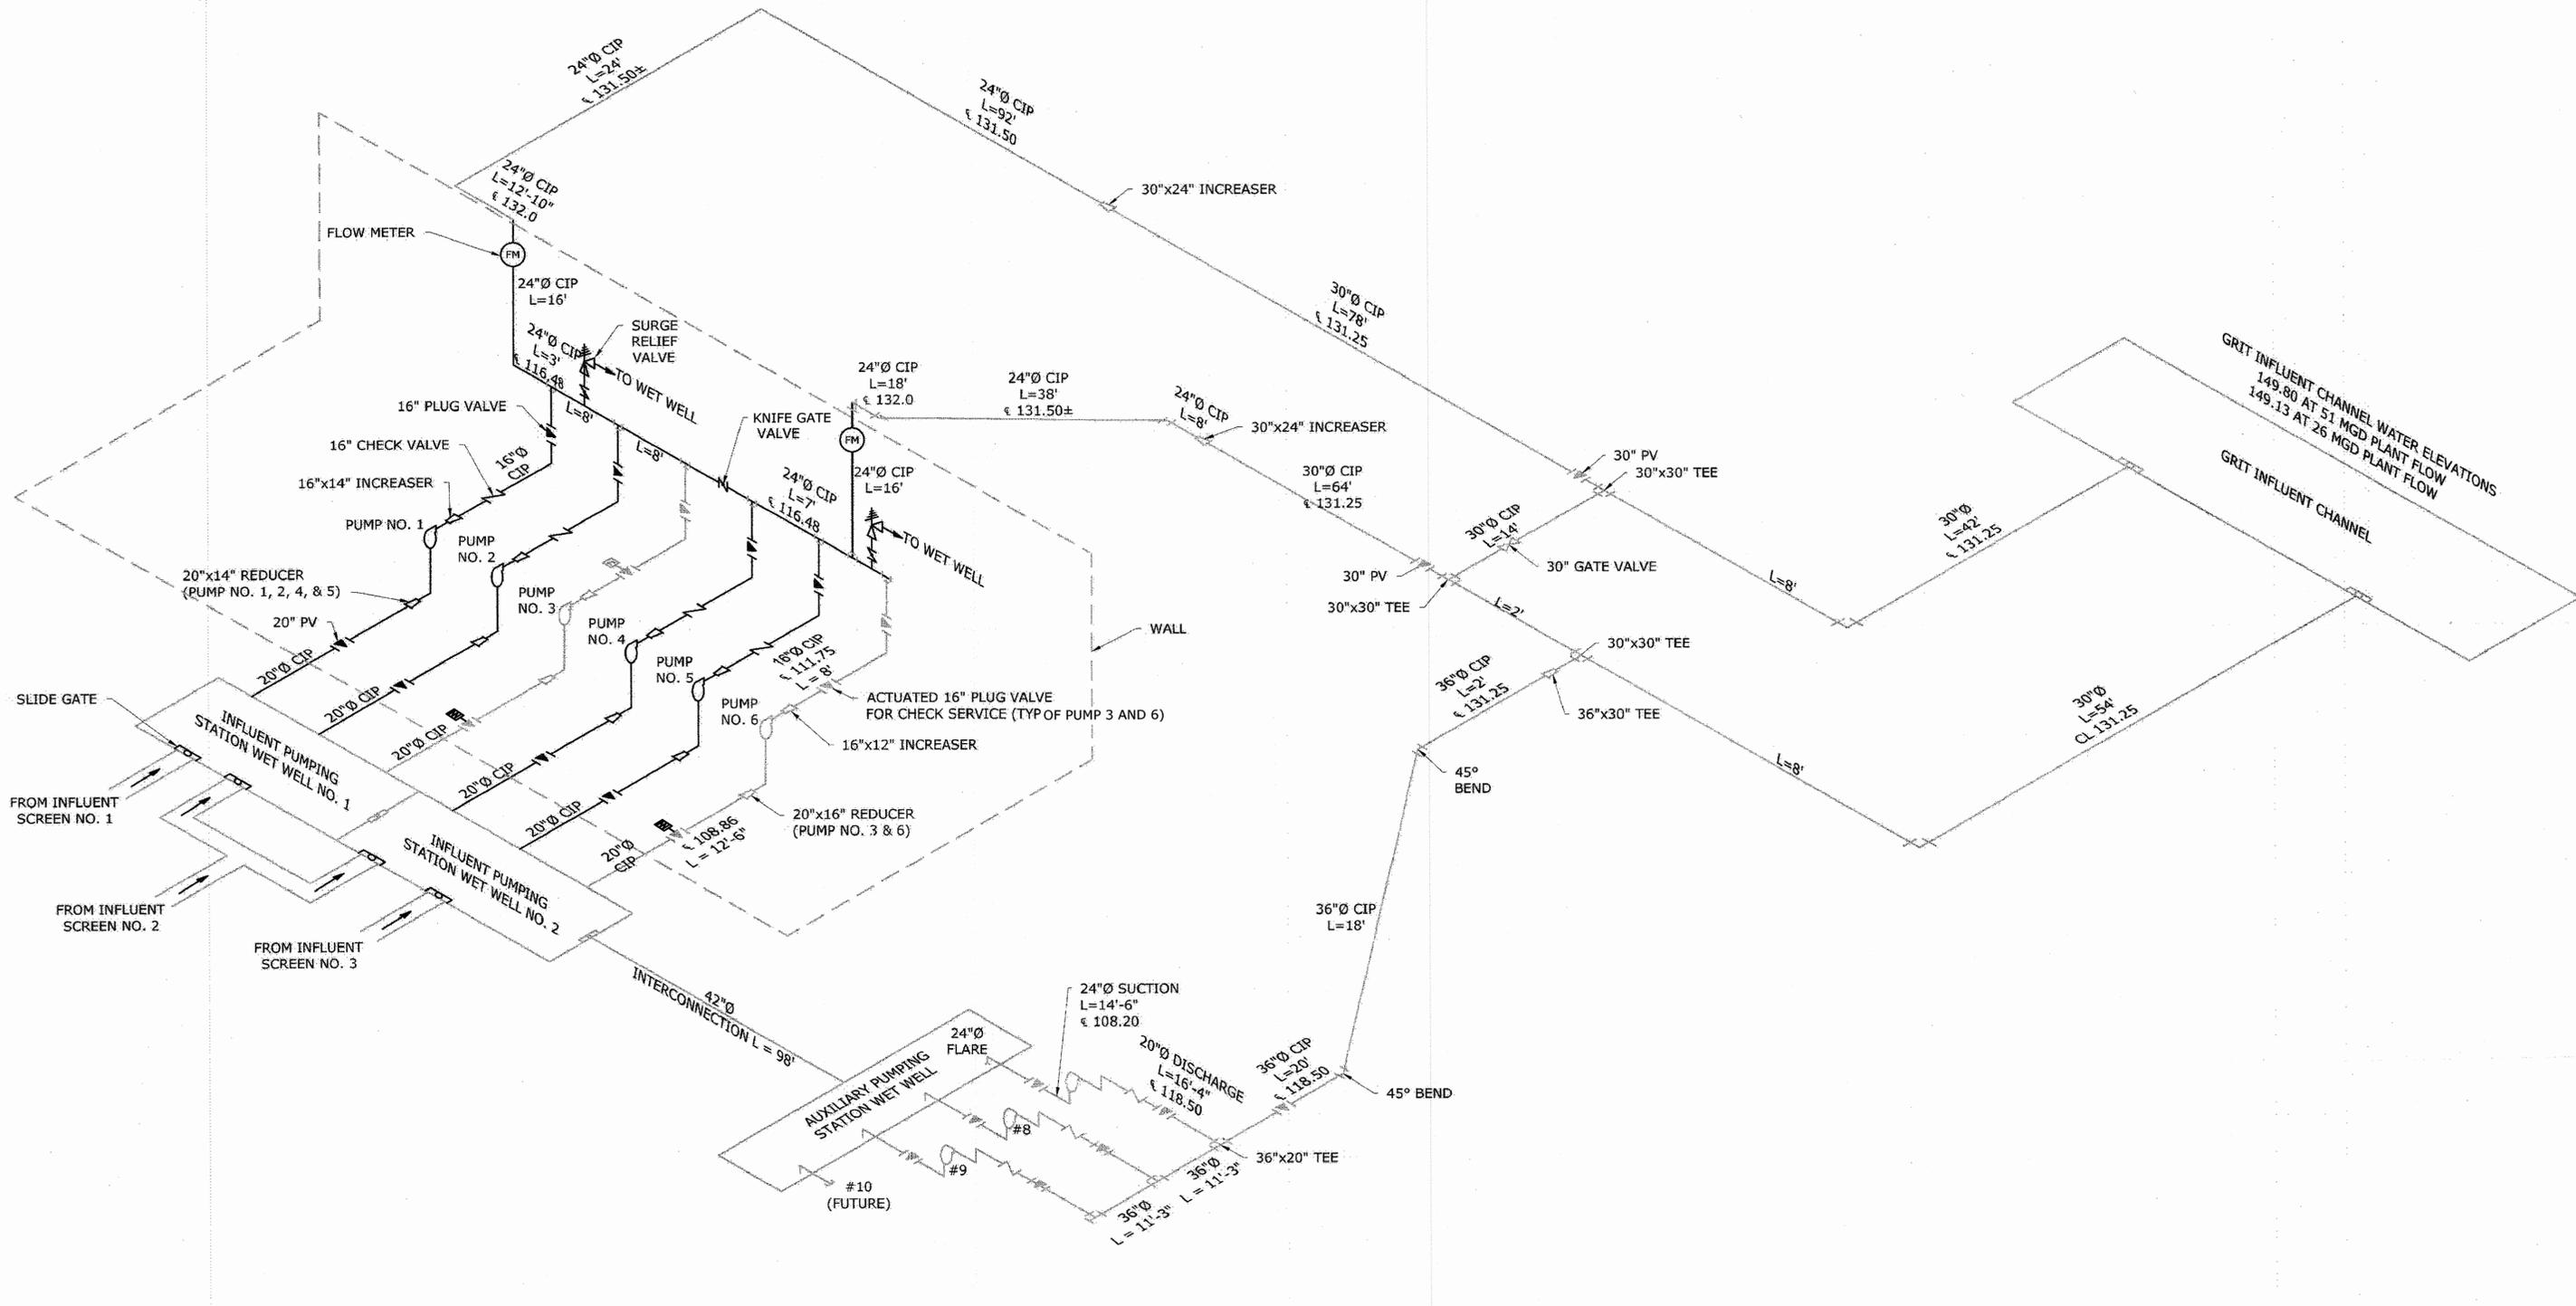 24"Ø CIP
L=24'
℄ 131.50±
24"Ø CIP
L=92'
℄ 131.50
30"x24" INCREASER
24"Ø CIP
L=12'-10"
℄ 132.0
FLOW METER
FM
24"Ø CIP
L=16'
30"Ø CIP
L=78'
℄ 131.25
SURGE
RELIEF
VALVE
24"Ø CIP
L=3'
℄ 116.48
TO WET WELL
L=8'
L=8'
16" PLUG VALVE
16" CHECK VALVE
16"Ø
CIP
16"x14" INCREASER
PUMP NO. 1
PUMP
NO. 2
PUMP
NO. 3
PUMP
NO. 4
PUMP
NO. 5
PUMP
NO. 6
KNIFE GATE
VALVE
24"Ø CIP
L=18'
℄ 132.0
24"Ø CIP
L=38'
℄ 131.50±
24"Ø CIP
L=8'
30"x24" INCREASER
FM
24"Ø CIP
L=16'
24"Ø CIP
L=7'
℄ 116.48
TO WET WELL
30"Ø CIP
L=64'
℄ 131.25
30" PV
30"x30" TEE
30"Ø CIP
L=14'
30" GATE VALVE
30" PV
30"x30" TEE
L=2'
30"x30" TEE
L=8'
30"Ø
L=42'
℄ 131.25
GRIT INFLUENT CHANNEL WATER ELEVATIONS
149.80 AT 51 MGD PLANT FLOW
149.13 AT 26 MGD PLANT FLOW
GRIT INFLUENT CHANNEL
20"x14" REDUCER
(PUMP NO. 1, 2, 4, & 5)
20" PV
20"Ø CIP
20"Ø CIP
20"Ø CIP
20"Ø CIP
20"Ø CIP
20"Ø
CIP
SLIDE GATE
INFLUENT PUMPING
STATION WET WELL NO. 1
INFLUENT PUMPING
STATION WET WELL NO. 2
FROM INFLUENT
SCREEN NO. 1
FROM INFLUENT
SCREEN NO. 2
FROM INFLUENT
SCREEN NO. 3
WALL
16"Ø CIP
℄ 111.75
L= 8'
ACTUATED 16" PLUG VALVE
FOR CHECK SERVICE (TYP OF PUMP 3 AND 6)
16"x12" INCREASER
20"x16" REDUCER
(PUMP NO. 3 & 6)
℄ 108.86
L = 12'-6"
36"Ø CIP
L=2'
℄ 131.25
36"x30" TEE
45°
BEND
L=8'
30"Ø
L=54'
CL 131.25
36"Ø CIP
L=18'
42"Ø
INTERCONNECTION L = 98'
AUXILIARY PUMPING
STATION WET WELL
24"Ø
FLARE
24"Ø SUCTION
L=14'-6"
℄ 108.20
20"Ø DISCHARGE
L=16'-4"
℄ 118.50
36"Ø CIP
L=20'
℄ 118.50
45° BEND
#8
#9
#10
(FUTURE)
36"x20" TEE
36"Ø
L = 11'-3"
36"Ø
L = 11'-3"